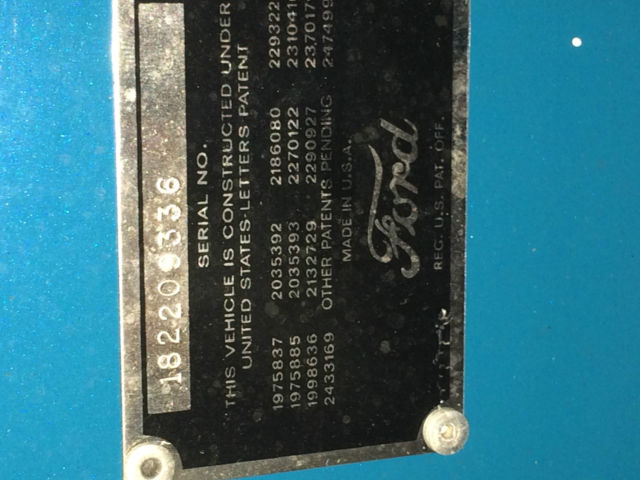 182209336
SERIAL NO.
THIS VEHICLE IS CONSTRUCTED UNDER
UNITED STATES-LETTERS PATENT
1975837 2035392 2186080 229322
1975885 2035393 2270122 231041
1998636 2132729 2290927 237017
2433169 OTHER PATENTS PENDING 247499
MADE IN U.S.A.
Ford
REG. U.S. PAT. OFF.